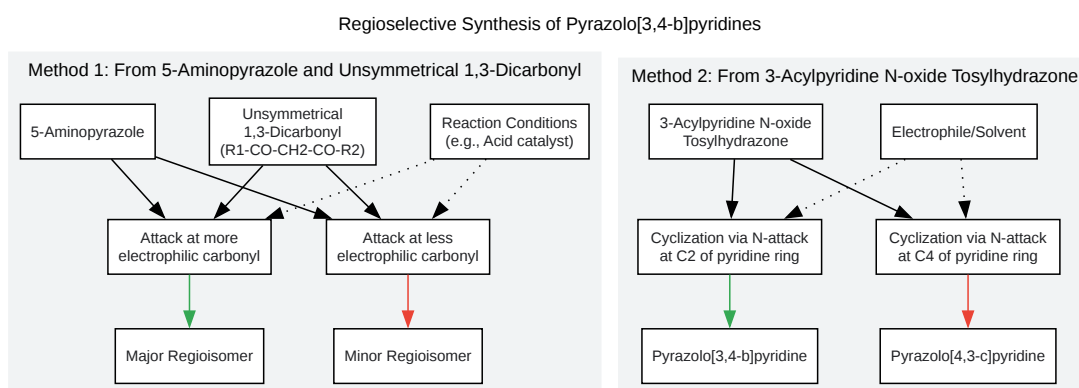 Regioselective Synthesis of Pyrazolo[3,4-b]pyridines
Method 1: From 5-Aminopyrazole and Unsymmetrical 1,3-Dicarbonyl
5-Aminopyrazole
Unsymmetrical
1,3-Dicarbonyl
(R1-CO-CH2-CO-R2)
Reaction Conditions
(e.g., Acid catalyst)
Attack at more
electrophilic carbonyl
Attack at less
electrophilic carbonyl
Major Regioisomer
Minor Regioisomer
Method 2: From 3-Acylpyridine N-oxide Tosylhydrazone
3-Acylpyridine N-oxide
Tosylhydrazone
Electrophile/Solvent
Cyclization via N-attack
at C2 of pyridine ring
Cyclization via N-attack
at C4 of pyridine ring
Pyrazolo[3,4-b]pyridine
Pyrazolo[4,3-c]pyridine